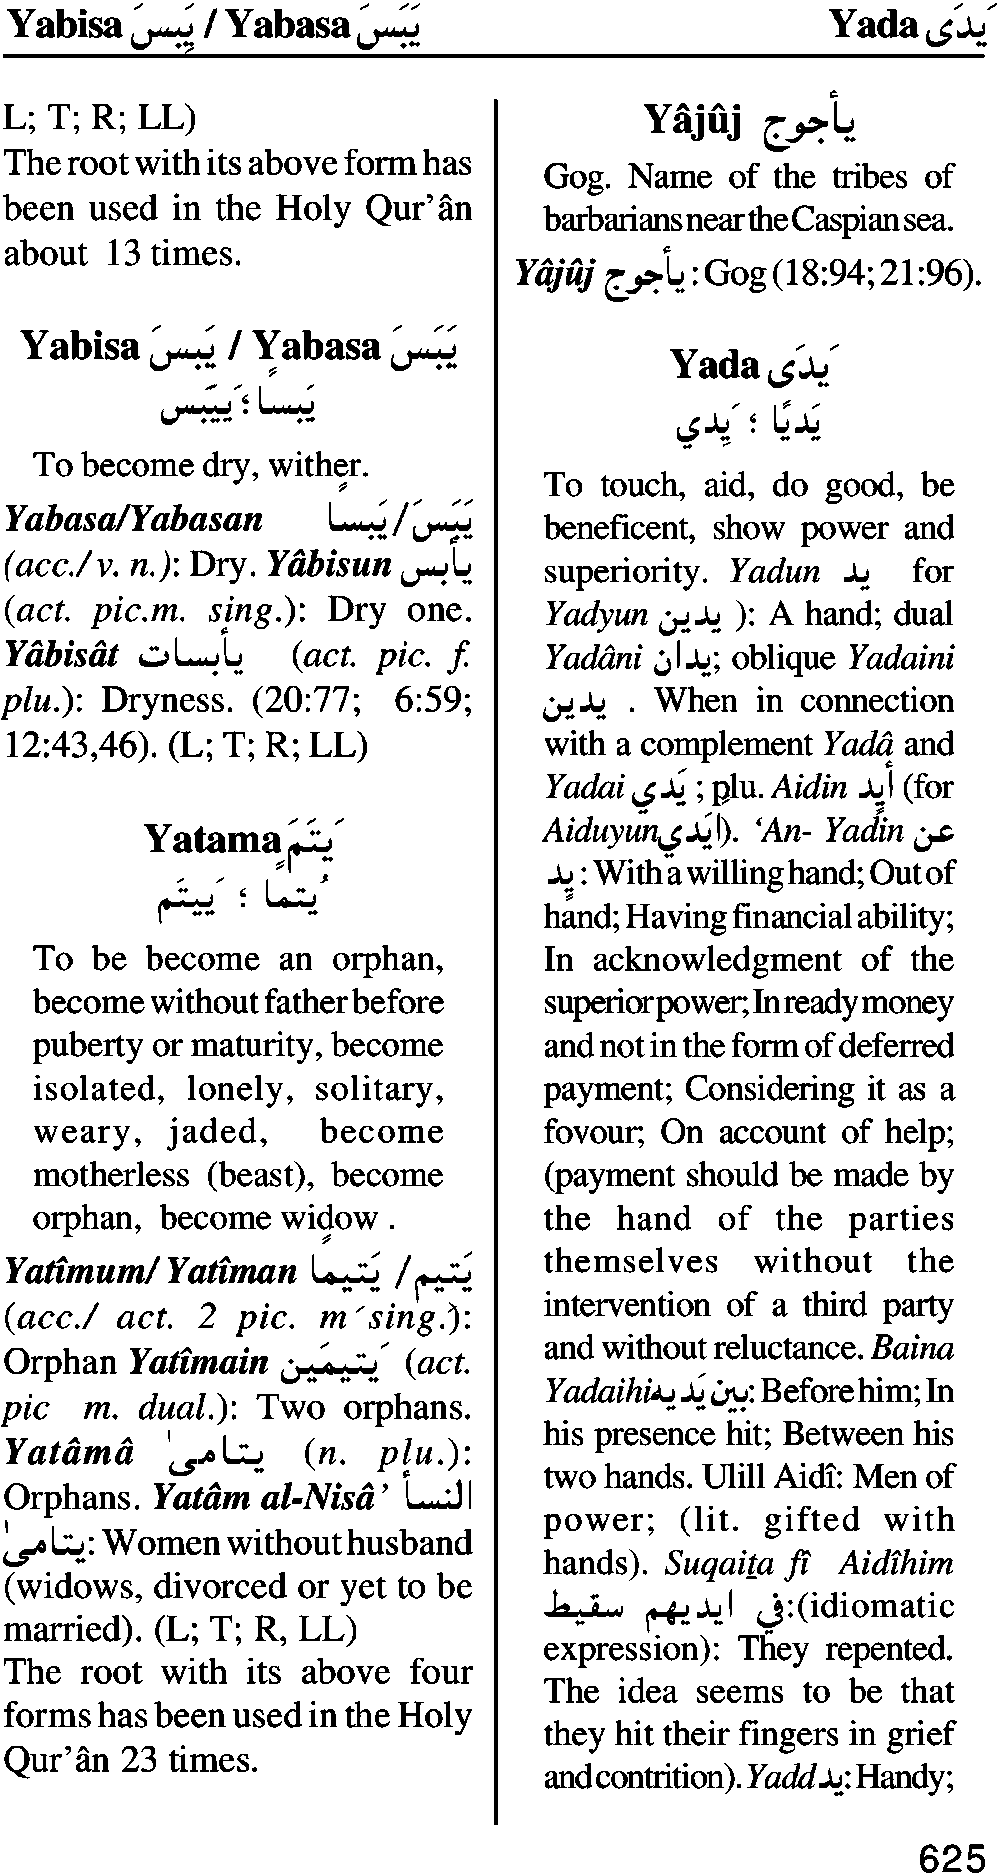 Yabisa يَبِسَ / Yabasa يَبَسَ
Yada يَدَى
L; T; R; LL)
The root with its above form has
been used in the Holy Qur’ân
about 13 times.
Yabisa يَبسَ / Yabasa يَبَسَ
يَبساً؛ يَيبَس
To become dry, wither.
Yabasa/Yabasan يَبَسَ/يَبساً
(acc./ v. n.): Dry. Yâbisun يأبس
(act. pic.m. sing.): Dry one.
Yâbisât يأبسات (act. pic. f.
plu.): Dryness. (20:77; 6:59;
12:43,46). (L; T; R; LL)
Yatama يَتَمَ
يُتماً ؛ يَيتَم
To be become an orphan,
become without father before
puberty or maturity, become
isolated, lonely, solitary,
weary, jaded, become
motherless (beast), become
orphan, become widow .
Yatîmum/ Yatîman يَتيم / يَتيماً
(acc./ act. 2 pic. m sing.):
Orphan Yatîmain يَتيمَين (act.
pic m. dual.): Two orphans.
Yatâmâ يتامىٰ (n. plu.):
Orphans. Yatâm al-Nisâ’ النسأ
يتامىٰ: Women without husband
(widows, divorced or yet to be
married). (L; T; R, LL)
The root with its above four
forms has been used in the Holy
Qur’ân 23 times.
Yâjûj يأجوج
Gog. Name of the tribes of
barbarians near the Caspian sea.
Yâjûj يأجوج : Gog (18:94; 21:96).
Yada يَدَى
يَديًا ؛ يَدِي
To touch, aid, do good, be
beneficent, show power and
superiority. Yadun يد for
Yadyun يدين ): A hand; dual
Yadâni يدان; oblique Yadaini
يدين . When in connection
with a complement Yadâ and
Yadai يَدي ; plu. Aidin أيدٍ (for
Aiduyun ايَدي). ‘An- Yadin عن
يدٍ : With a willing hand; Out of
hand; Having financial ability;
In acknowledgment of the
superior power; In ready money
and not in the form of deferred
payment; Considering it as a
fovour; On account of help;
(payment should be made by
the hand of the parties
themselves without the
intervention of a third party
and without reluctance. Baina
Yadaihi بين يَديه: Before him; In
his presence hit; Between his
two hands. Ulill Aidî: Men of
power; (lit. gifted with
hands). Suqaiṯa fî Aidîhim
في ايديهم سقيط:(idiomatic
expression): They repented.
The idea seems to be that
they hit their fingers in grief
and contrition). Yadd يد: Handy;
625